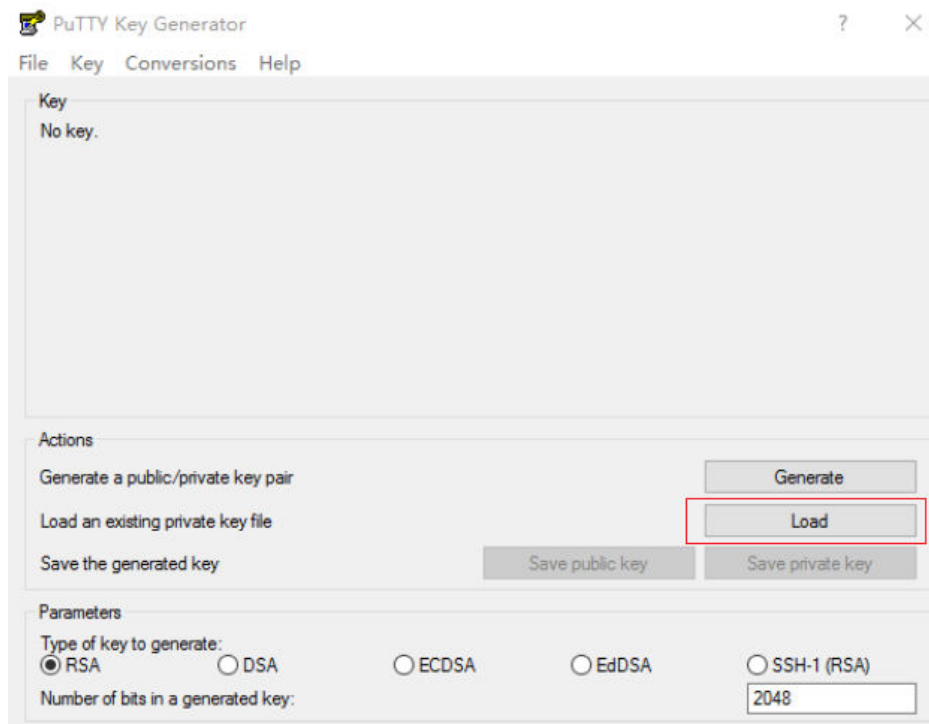 PuTTY Key Generator ?
File Key Conversions Help
Key
No key.
Actions
Generate a public/private key pair Generate
Load an existing private key file Load
Save the generated key Save public key Save private key
Parameters
Type of key to generate:
RSA DSA ECDSA EdDSA SSH-1 (RSA)
Number of bits in a generated key: 2048